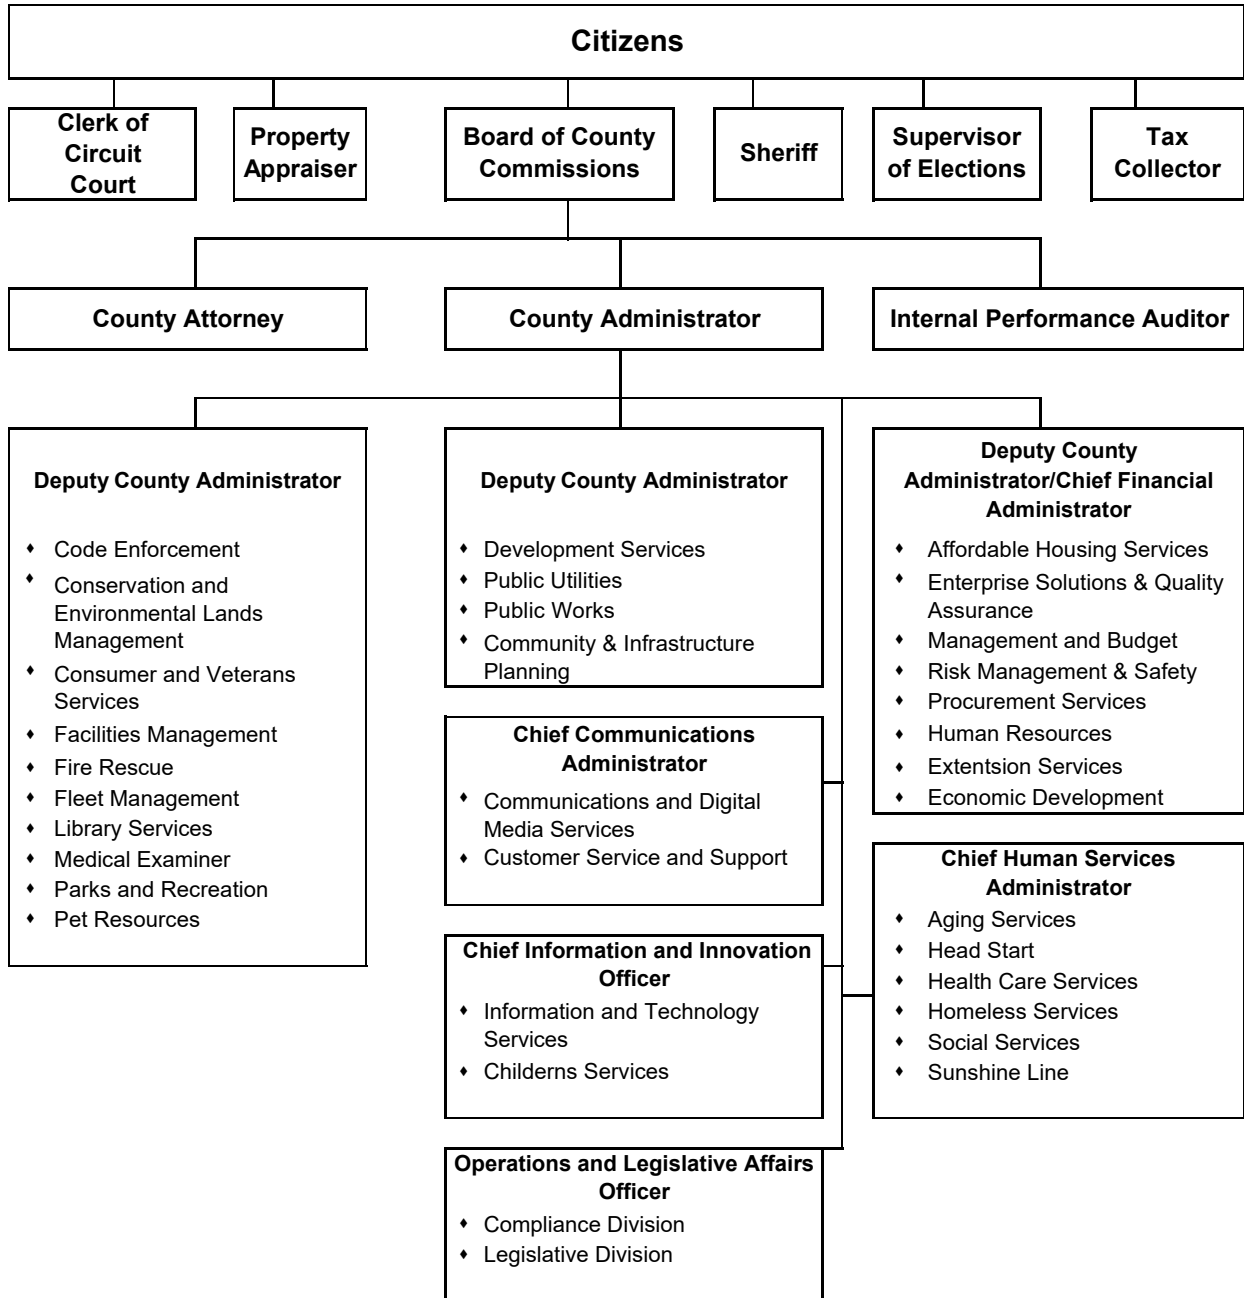 Citizens
Clerk of
Circuit
Court
Property
Appraiser
Board of County
Commissions
Sheriff
Supervisor
of Elections
Tax
Collector
County Attorney
County Administrator
Internal Performance Auditor
Deputy County Administrator
♦ Code Enforcement
♦ Conservation and
Environmental Lands
Management
♦ Consumer and Veterans
Services
♦ Facilities Management
♦ Fire Rescue
♦ Fleet Management
♦ Library Services
♦ Medical Examiner
♦ Parks and Recreation
♦ Pet Resources
Deputy County Administrator
♦ Development Services
♦ Public Utilities
♦ Public Works
♦ Community & Infrastructure
Planning
Chief Communications
Administrator
♦ Communications and Digital
Media Services
♦ Customer Service and Support
Chief Information and Innovation
Officer
♦ Information and Technology
Services
♦ Childerns Services
Operations and Legislative Affairs
Officer
♦ Compliance Division
♦ Legislative Division
Deputy County
Administrator/Chief Financial
Administrator
♦ Affordable Housing Services
♦ Enterprise Solutions & Quality
Assurance
♦ Management and Budget
♦ Risk Management & Safety
♦ Procurement Services
♦ Human Resources
♦ Extentsion Services
♦ Economic Development
Chief Human Services
Administrator
♦ Aging Services
♦ Head Start
♦ Health Care Services
♦ Homeless Services
♦ Social Services
♦ Sunshine Line